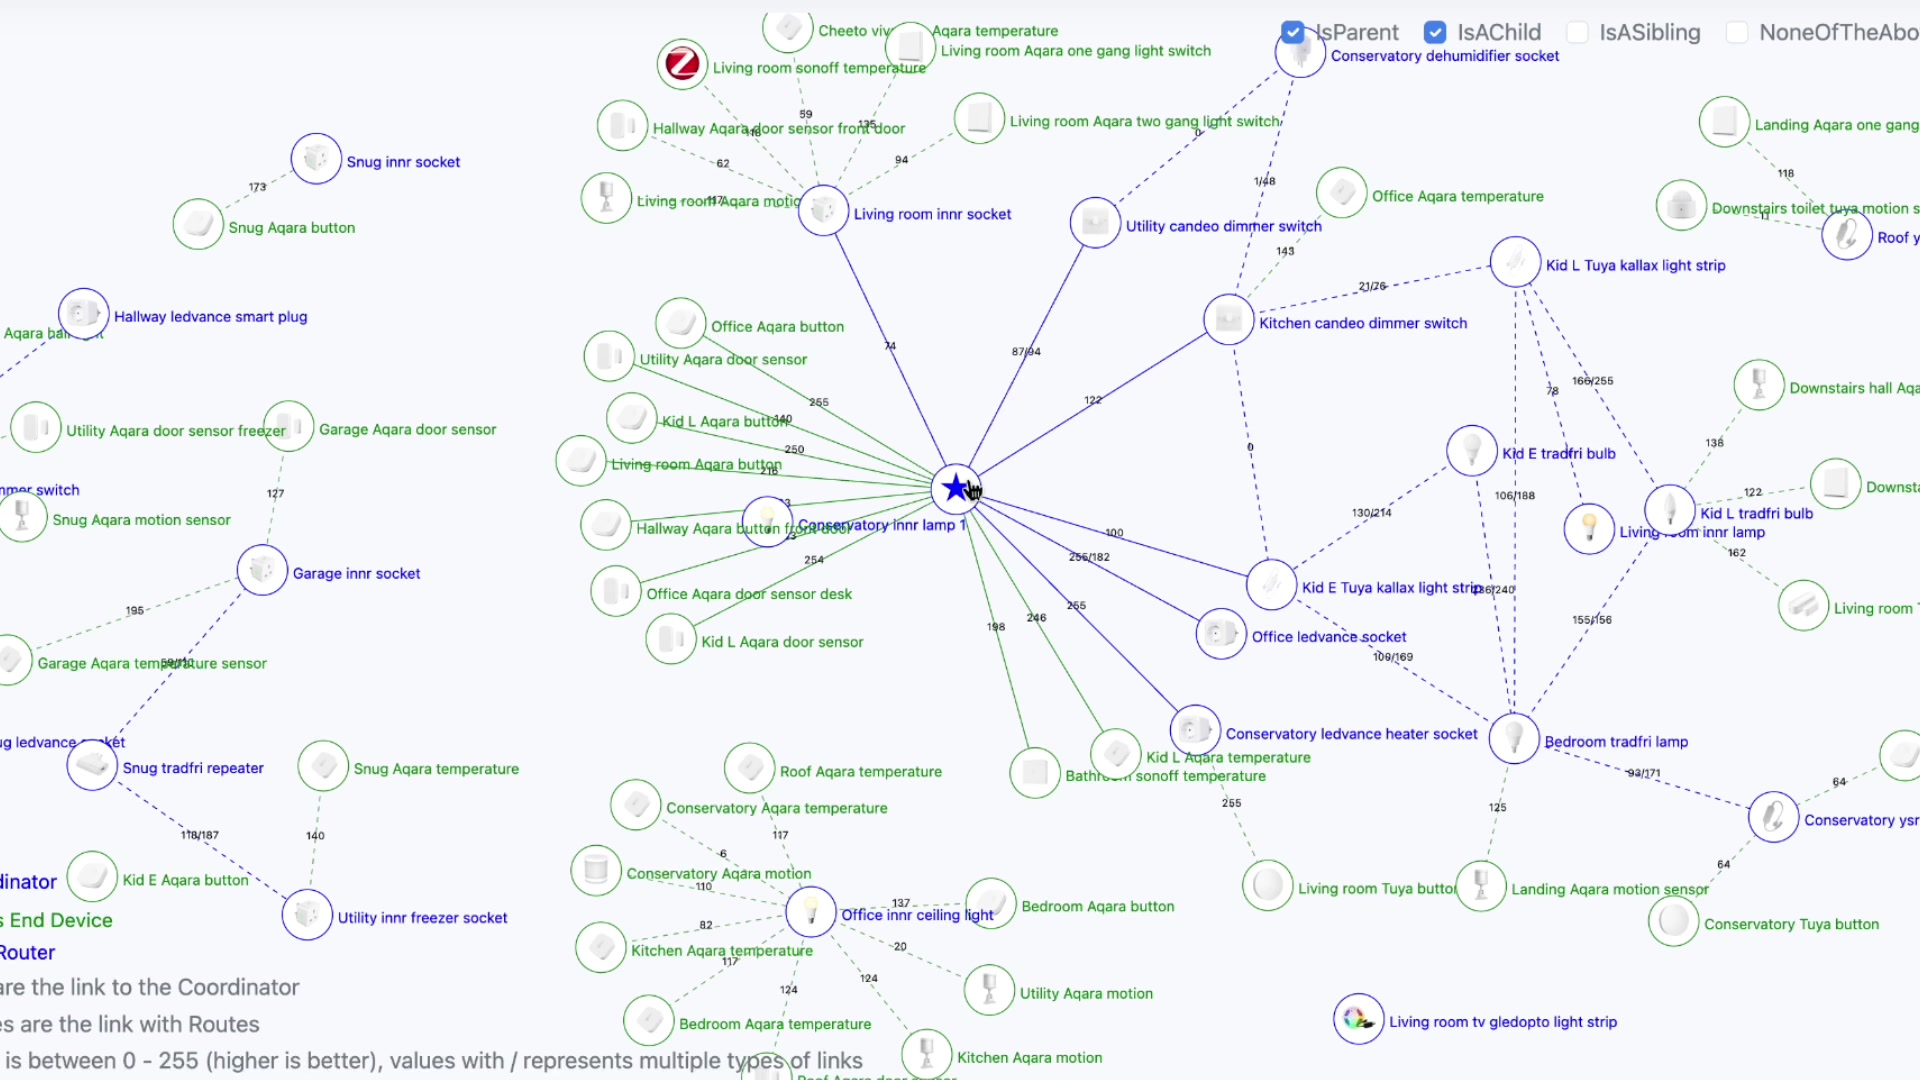 IsParent
IsAChild
IsASibling
NoneOfTheAbo
Cheeto viv
Aqara temperature
Living room Aqara one gang light switch
Living room sonoff temperature
Conservatory dehumidifier socket
59
118
135
Hallway Aqara door sensor front door
Living room Aqara two gang light switch
0
Landing Aqara one gang
Snug innr socket
62
94
173
118
1/48
Living room Aqara motio
117
Office Aqara temperature
Downstairs toilet tuya motion s
11
Living room innr socket
Snug Aqara button
Utility candeo dimmer switch
Roof y
143
Kid L Tuya kallax light strip
21/76
Hallway ledvance smart plug
Office Aqara button
Kitchen candeo dimmer switch
Aqara
74
87/94
Utility Aqara door sensor
166/255
78
Downstairs hall Aqa
122
255
140
Kid L Aqara button
Utility Aqara door sensor freezer
Garage Aqara door sensor
138
250
0
Kid E tradfri bulb
Living room Aqara button
216
mmer switch
127
106/188
122
Downsta
Snug Aqara motion sensor
130/214
Kid L tradfri bulb
Hallway Aqara button front door
Conservatory innr lamp 1
100
Living room innr lamp
254
255/182
162
Garage innr socket
Kid E Tuya kallax light strip
Office Aqara door sensor desk
255
195
246
198
155/156
Living room
Kid L Aqara door sensor
Office ledvance socket
100/169
Garage Aqara temperature sensor
ug ledvance socket
Conservatory ledvance heater socket
Bedroom tradfri lamp
Snug tradfri repeater
Snug Aqara temperature
Roof Aqara temperature
Kid L Aqara temperature
Bathroom sonoff temperature
93/171
64
Conservatory Aqara temperature
255
125
118/187
140
117
Conservatory ysr
6
64
Conservatory Aqara motion
110
dinator
Kid E Aqara button
Living room Tuya button
Landing Aqara motion sensor
137
Office innr ceiling light
Bedroom Aqara button
s End Device
Utility innr freezer socket
82
Conservatory Tuya button
Kitchen Aqara temperature
20
Router
117
124
124
are the link to the Coordinator
Utility Aqara motion
es are the link with Routes
Bedroom Aqara temperature
Living room tv gledopto light strip
is between 0 - 255 (higher is better), values with / represents multiple types of links
Kitchen Aqara motion